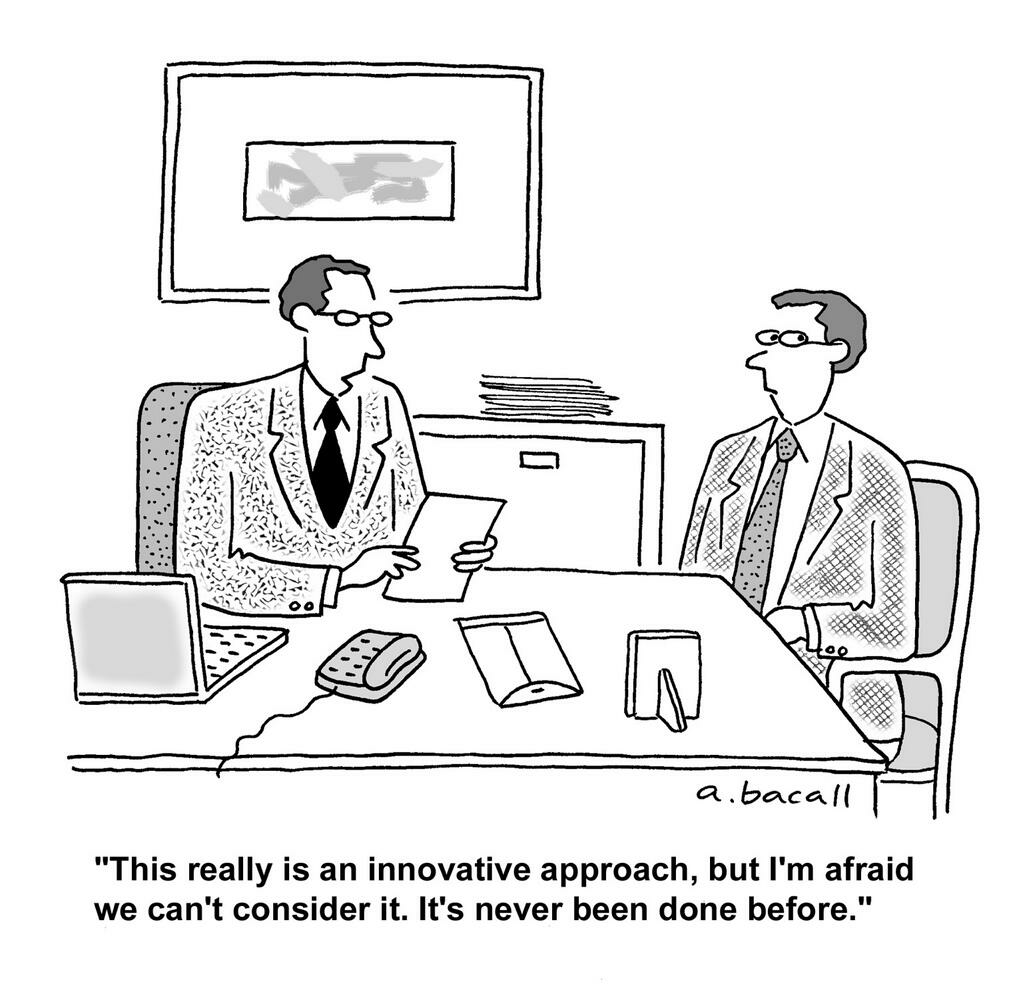 a.bacall
"This really is an innovative approach, but I'm afraid
we can't consider it. It's never been done before."